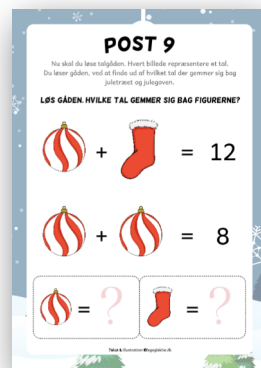 POST 9
Nu skal du løse talgåden. Hvert billede repræsentere et tal.
Du løser gåden, ved at finde ud af hvilket tal der gemmer sig bag
juletræet og julegaven.
LØS GÅDEN. HVILKE TAL GEMMER SIG BAG FIGURERNE?
+ = 12
+ = 8
= ? = ?